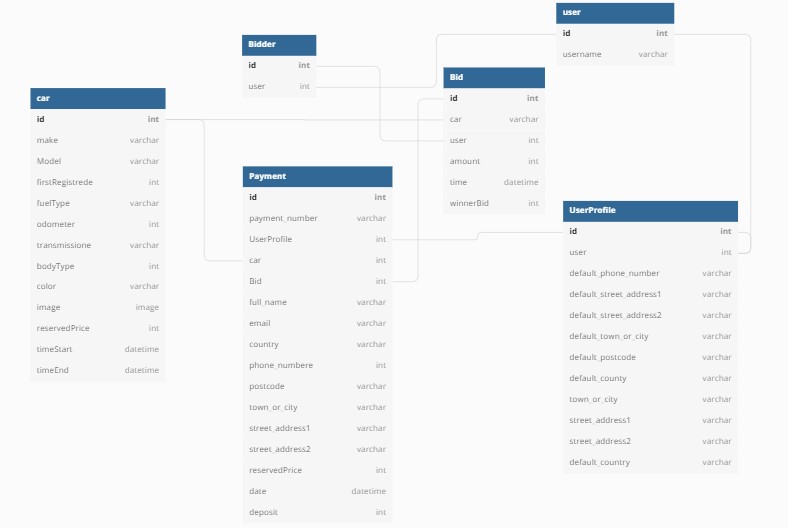 user
id int
username varchar
Bidder
id int
user int
Bid
id int
car varchar
user int
amount int
time datetime
winnerBid int
car
id int
make varchar
Model varchar
firstRegistrede int
fuelType varchar
odometer int
transmissione varchar
bodyType int
color varchar
image image
reservedPrice int
timeStart datetime
timeEnd datetime
Payment
id int
payment_number varchar
UserProfile int
car int
Bid int
full_name varchar
email varchar
country varchar
phone_numbere int
postcode varchar
town_or_city varchar
street_address1 varchar
street_address2 varchar
reservedPrice int
date datetime
deposit int
UserProfile
id int
user int
default_phone_number varchar
default_street_address1 varchar
default_street_address2 varchar
default_town_or_city varchar
default_postcode varchar
default_county varchar
town_or_city varchar
street_address1 varchar
street_address2 varchar
default_country varchar